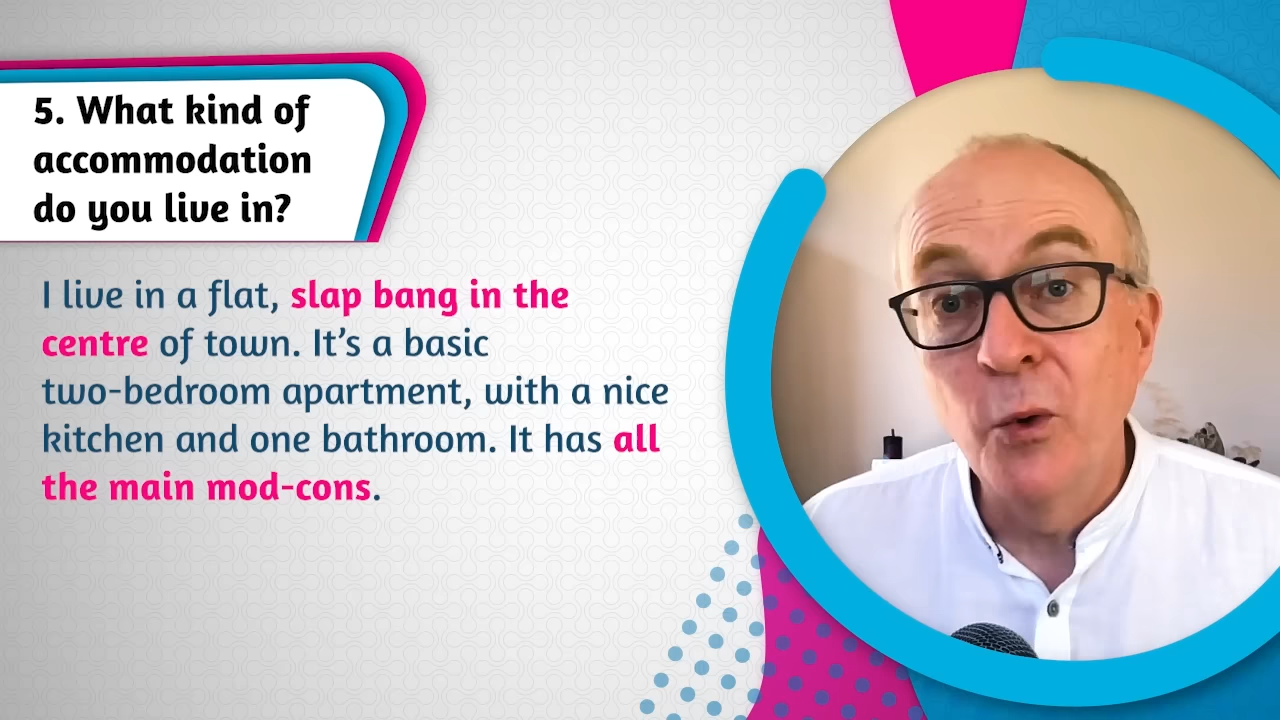 5. What kind of
accommodation
do you live in?
I live in a flat, slap bang in the
centre of town. It’s a basic
two-bedroom apartment, with a nice
kitchen and one bathroom. It has all
the main mod-cons.